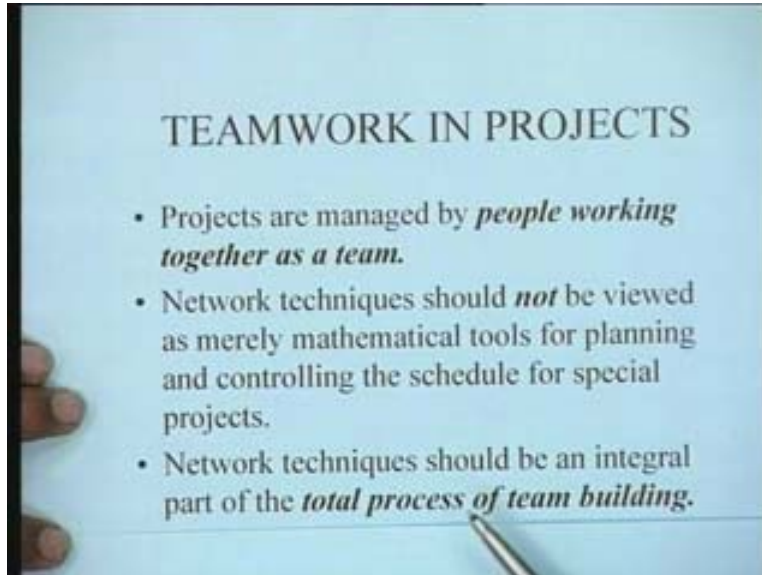 TEAMWORK IN PROJECTS
• Projects are managed by people working
together as a team.
• Network techniques should not be viewed
as merely mathematical tools for planning
and controlling the schedule for special
projects.
• Network techniques should be an integral
part of the total process of team building.